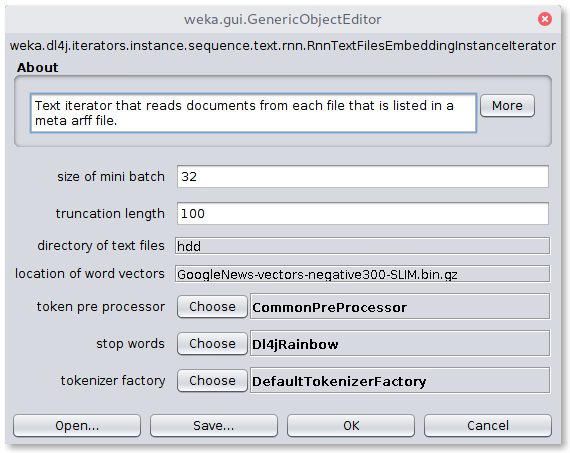 weka.gui.GenericObjectEditor
weka.dl4j.iterators.instance.sequence.text.rnn.RnnTextFilesEmbeddingInstanceIterator
About
Text iterator that reads documents from each file that is listed in a
meta arff file.
More
size of mini batch 32
truncation length 100
directory of text files hdd
location of word vectors GoogleNews-vectors-negative300-SLIM.bin.gz
token pre processor Choose CommonPreProcessor
stop words Choose Dl4jRainbow
tokenizer factory Choose DefaultTokenizerFactory
Open... Save... OK Cancel